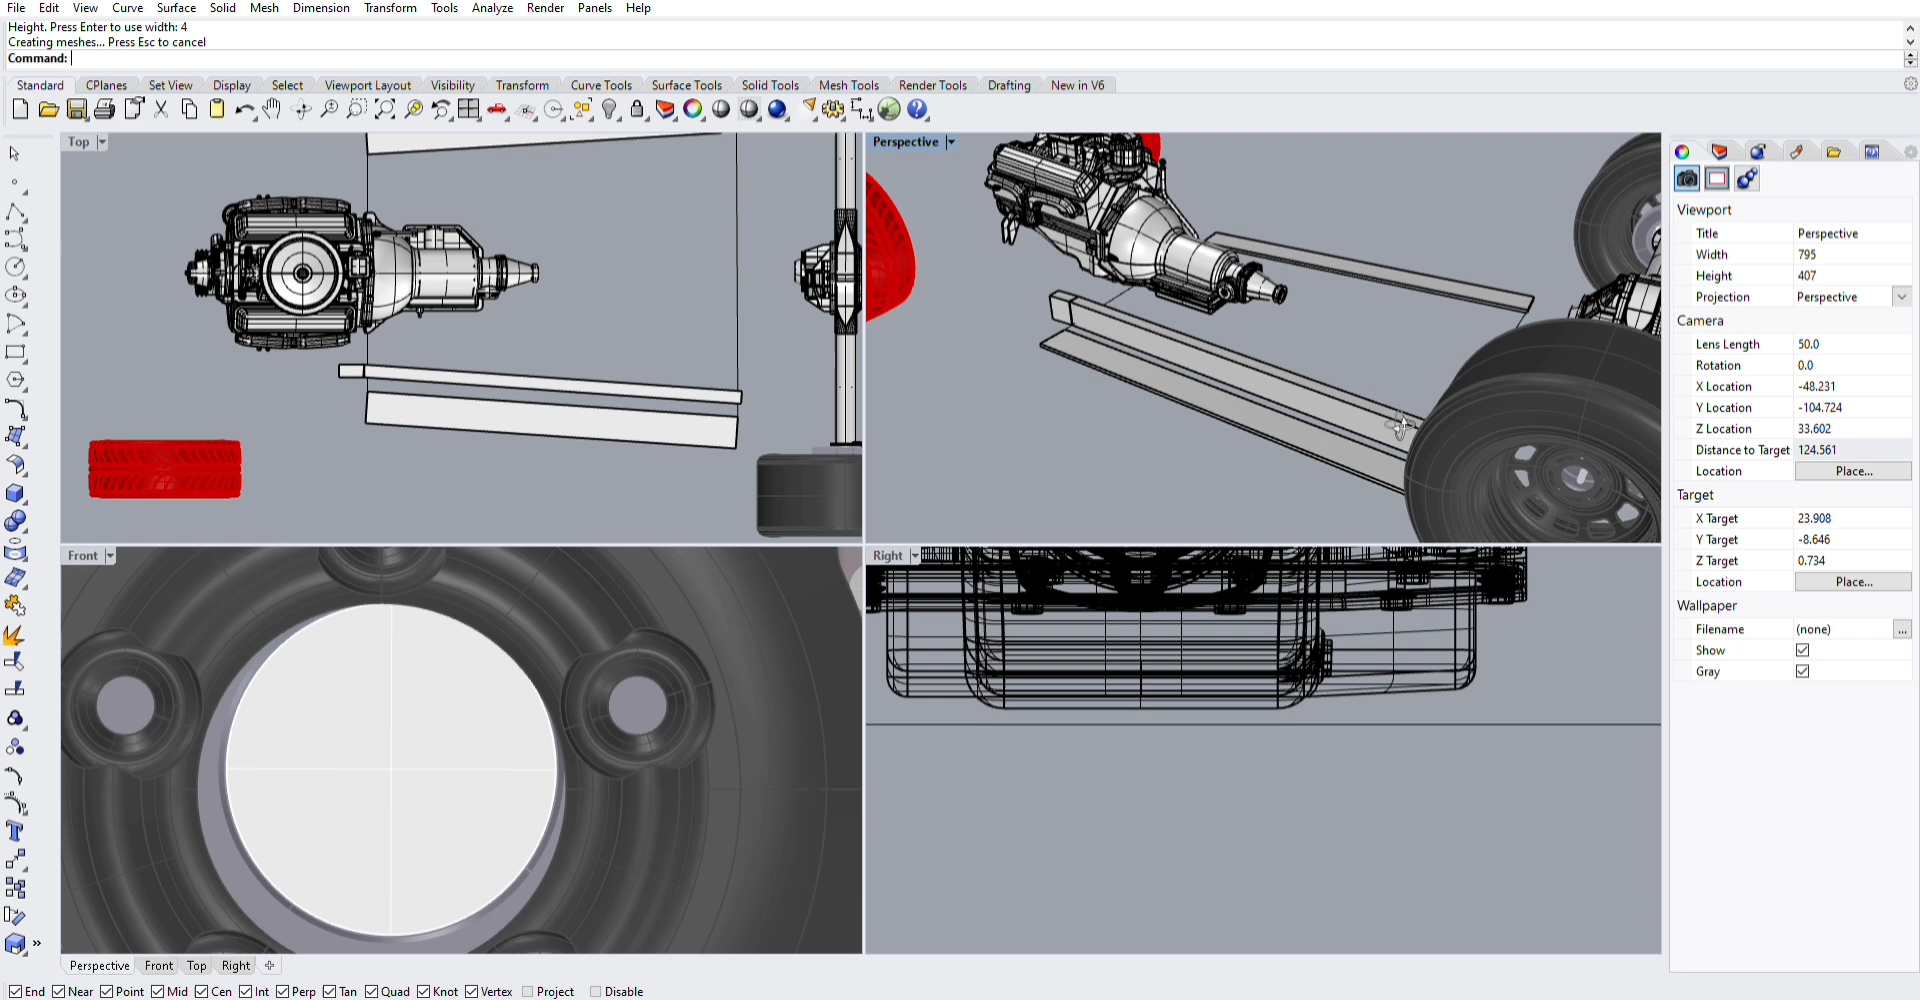 File Edit View Curve Surface Solid Mesh Dimension Transform Tools Analyze Render Panels Help
Height. Press Enter to use width: 4
Creating meshes... Press Esc to cancel
Command:
Standard CPlanes Set View Display Select Viewport Layout Visibility Transform Curve Tools Surface Tools Solid Tools Mesh Tools Render Tools Drafting New in V6
Top
Perspective
Front
Right
Viewport
Title Perspective
Width 795
Height 407
Projection Perspective
Camera
Lens Length 50.0
Rotation 0.0
X Location -48.231
Y Location -104.724
Z Location 33.602
Distance to Target 124.561
Location Place...
Target
X Target 23.908
Y Target -8.646
Z Target 0.734
Location Place...
Wallpaper
Filename (none) ...
Show
Gray
Perspective Front Top Right
End Near Point Mid Cen Int Perp Tan Quad Knot Vertex Project Disable